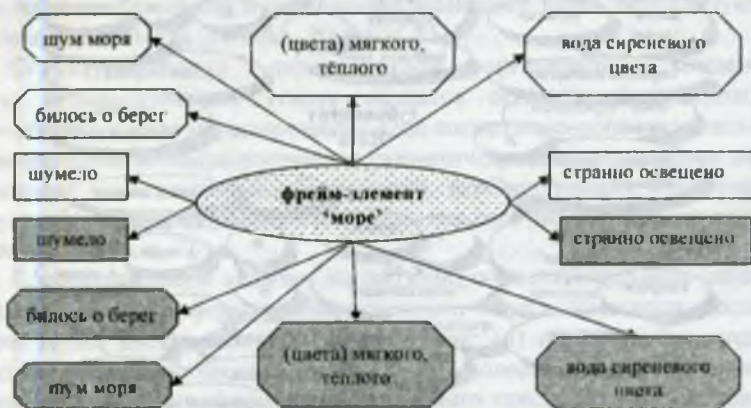 шум моря
(цвета) мягкого,
тёплого
вода сиреневого
цвета
билось о берег
шумело
фрейм-элемент
‘море’
странно освещено
шумело
странно освещено
билось о берег
(цвета) мягкого,
тёплого
вода сиреневого
цвета
шум моря